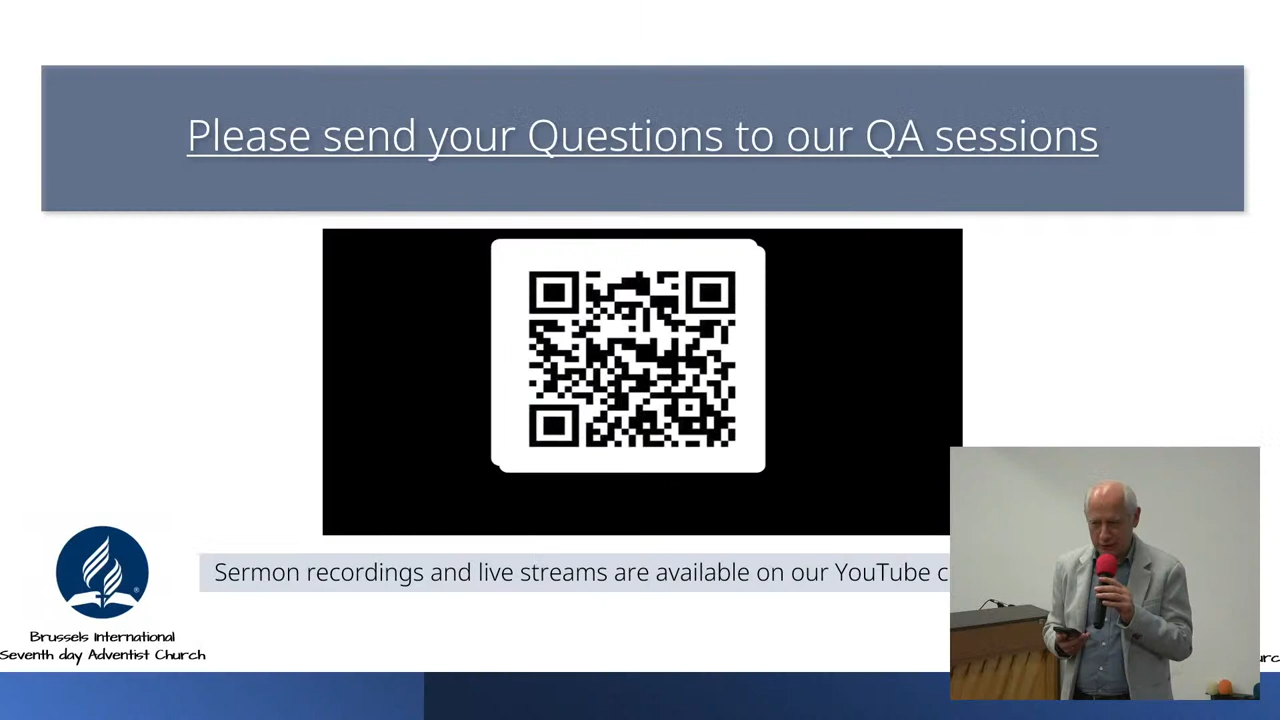 Please send your Questions to our QA sessions
Sermon recordings and live streams are available on our YouTube c
Brussels International
Seventh day Adventist Church
urc